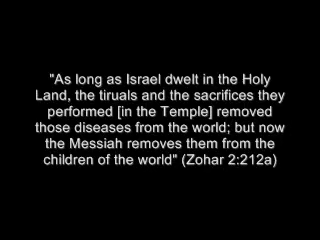 "As long as Israel dwelt in the Holy
Land, the tiruals and the sacrifices they
performed [in the Temple] removed
those diseases from the world; but now
the Messiah removes them from the
children of the world" (Zohar 2:212a)